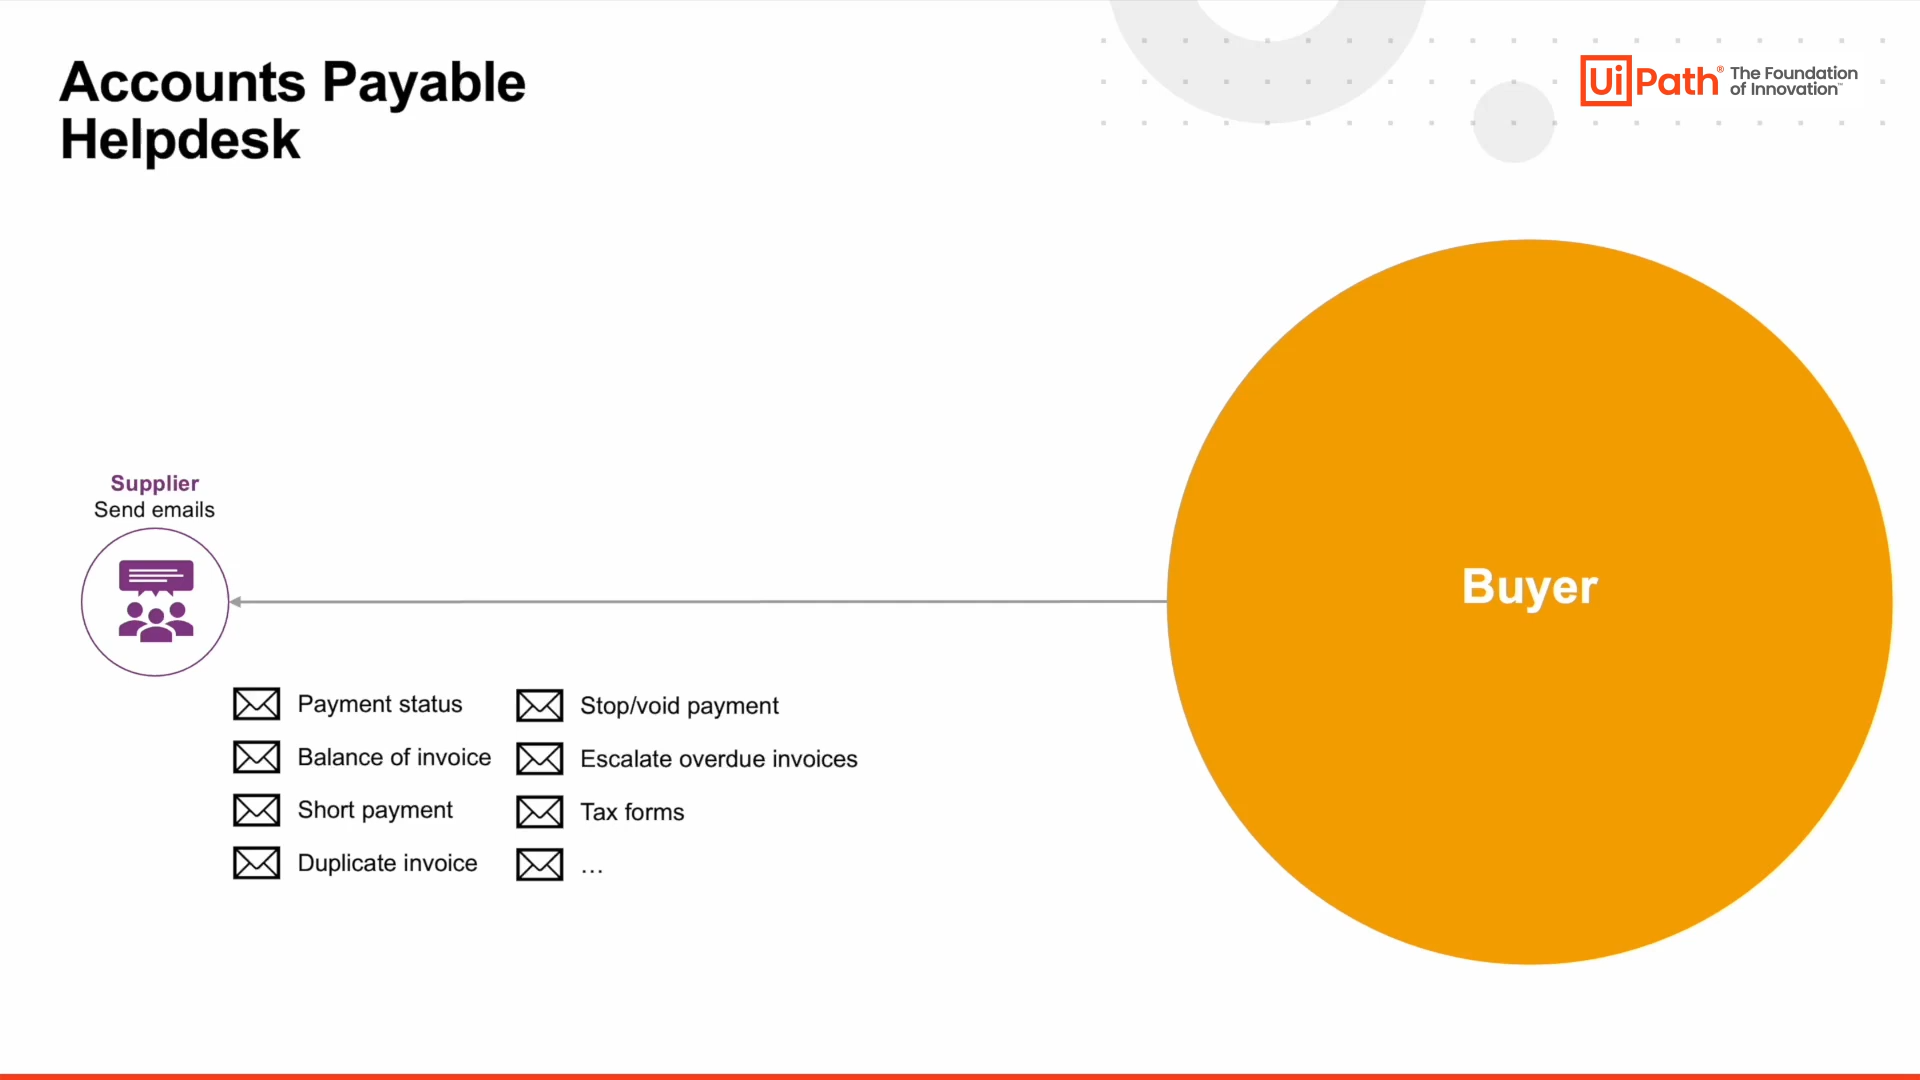 Accounts Payable
Helpdesk
UiPath® The Foundation
of Innovation™
Supplier
Send emails
Buyer
Payment status
Stop/void payment
Balance of invoice
Escalate overdue invoices
Short payment
Tax forms
Duplicate invoice
...